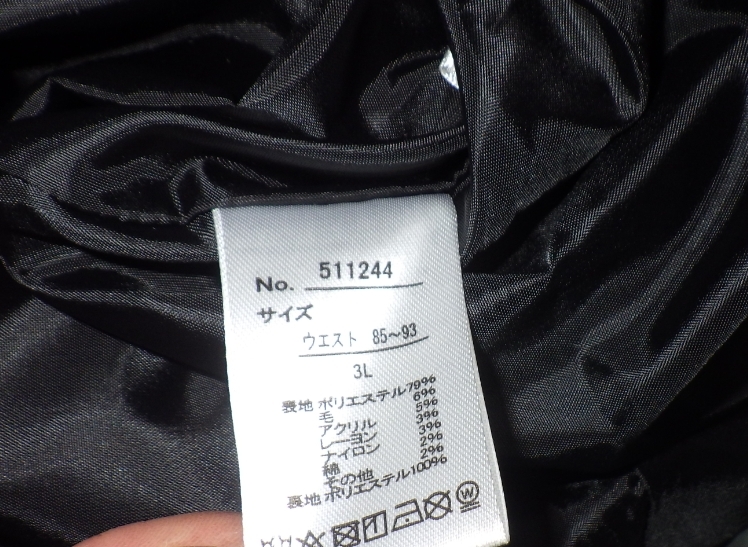 No. 511244
サイズ
ウエスト 85～93
3L
表地 ポリエステル79%
毛 6%
アクリル 5%
レーヨン 3%
ナイロン 3%
綿 2%
その他 2%
裏地 ポリエステル100%
W